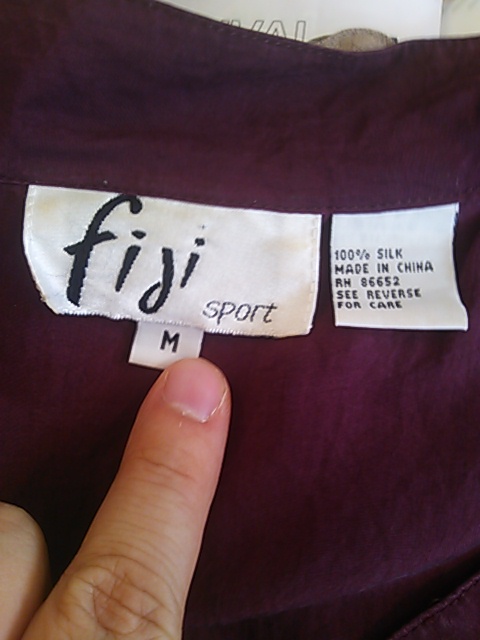 fiji
sport
M
100% SILK
MADE IN CHINA
RN 86652
SEE REVERSE
FOR CARE